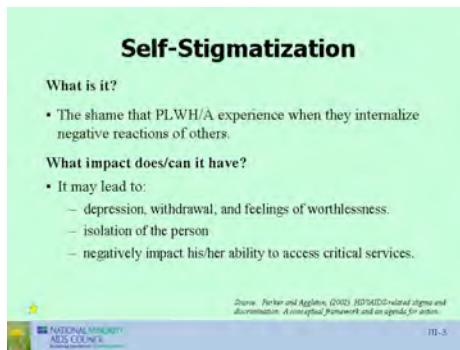 Self-Stigmatization
What is it?
• The shame that PLWH/A experience when they internalize
negative reactions of others.
What impact does/can it have?
• It may lead to:
– depression, withdrawal, and feelings of worthlessness.
– isolation of the person
– negatively impact his/her ability to access critical services.
Source: Parker and Aggleton, (2002). HIV/AIDS-related stigma and
discrimination: A conceptual framework and an agenda for action.
NATIONAL MINORITY
AIDS COUNCIL
III-3